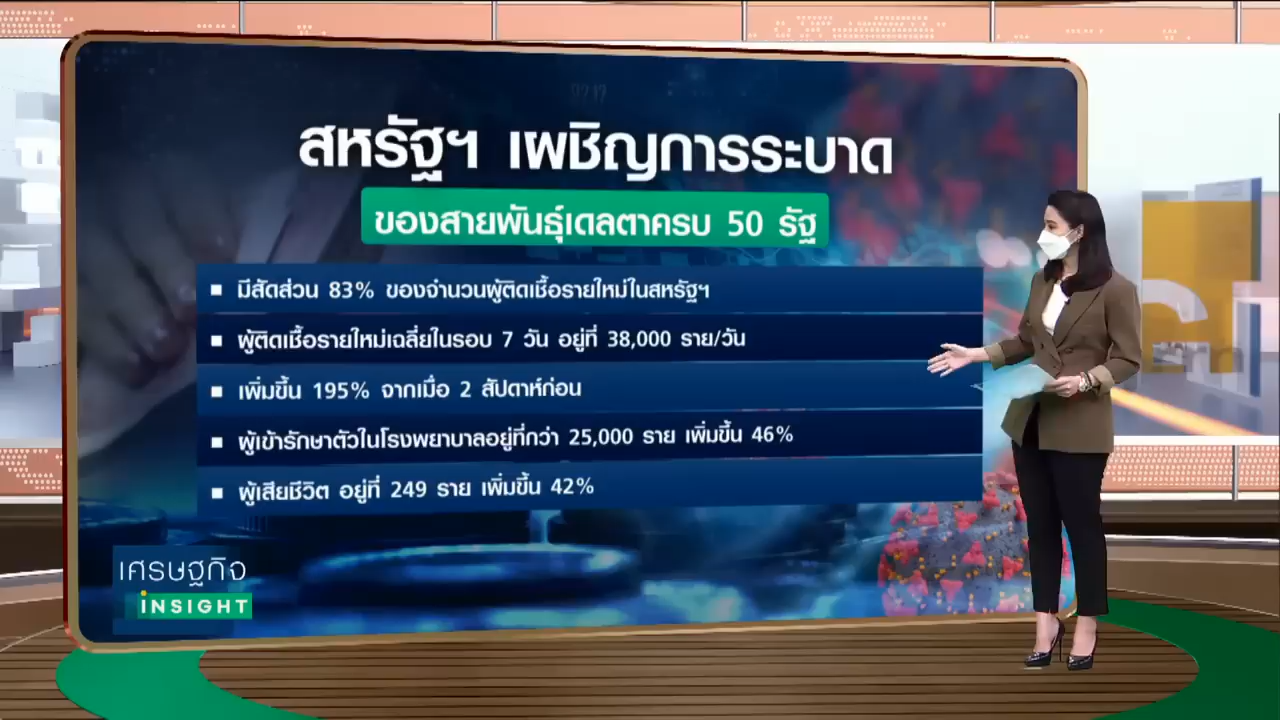 สหรัฐฯ เผชิญการระบาด
ของสายพันธุ์เดลตาครบ 50 รัฐ
▪ มีสัดส่วน 83% ของจำนวนผู้ติดเชื้อรายใหม่ในสหรัฐฯ
▪ ผู้ติดเชื้อรายใหม่เฉลี่ยในรอบ 7 วัน อยู่ที่ 38,000 ราย/วัน
▪ เพิ่มขึ้น 195% จากเมื่อ 2 สัปดาห์ก่อน
▪ ผู้เข้ารักษาตัวในโรงพยาบาลอยู่ที่กว่า 25,000 ราย เพิ่มขึ้น 46%
▪ ผู้เสียชีวิต อยู่ที่ 249 ราย เพิ่มขึ้น 42%
เศรษฐกิจ
INSIGHT